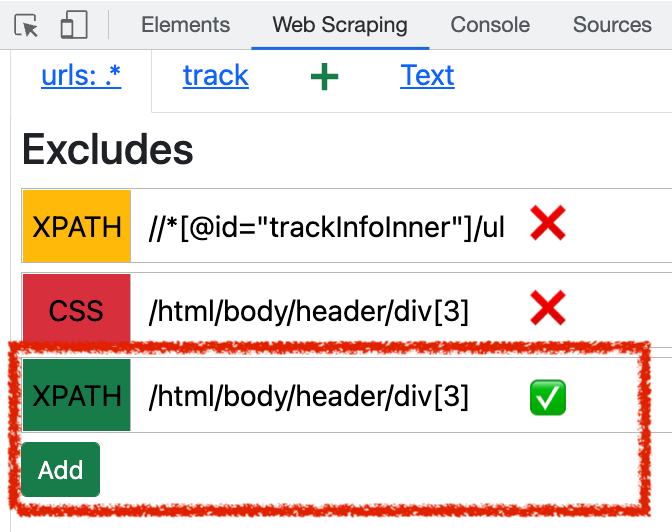 Elements Web Scraping Console Sources
urls: .* track + Text
Excludes
XPATH //*[@id="trackInfoInner"]/ul ❌
CSS /html/body/header/div[3] ❌
XPATH /html/body/header/div[3] ✅
Add